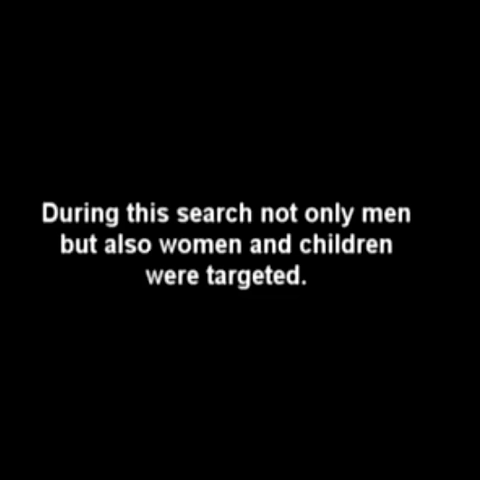 During this search not only men
but also women and children
were targeted.